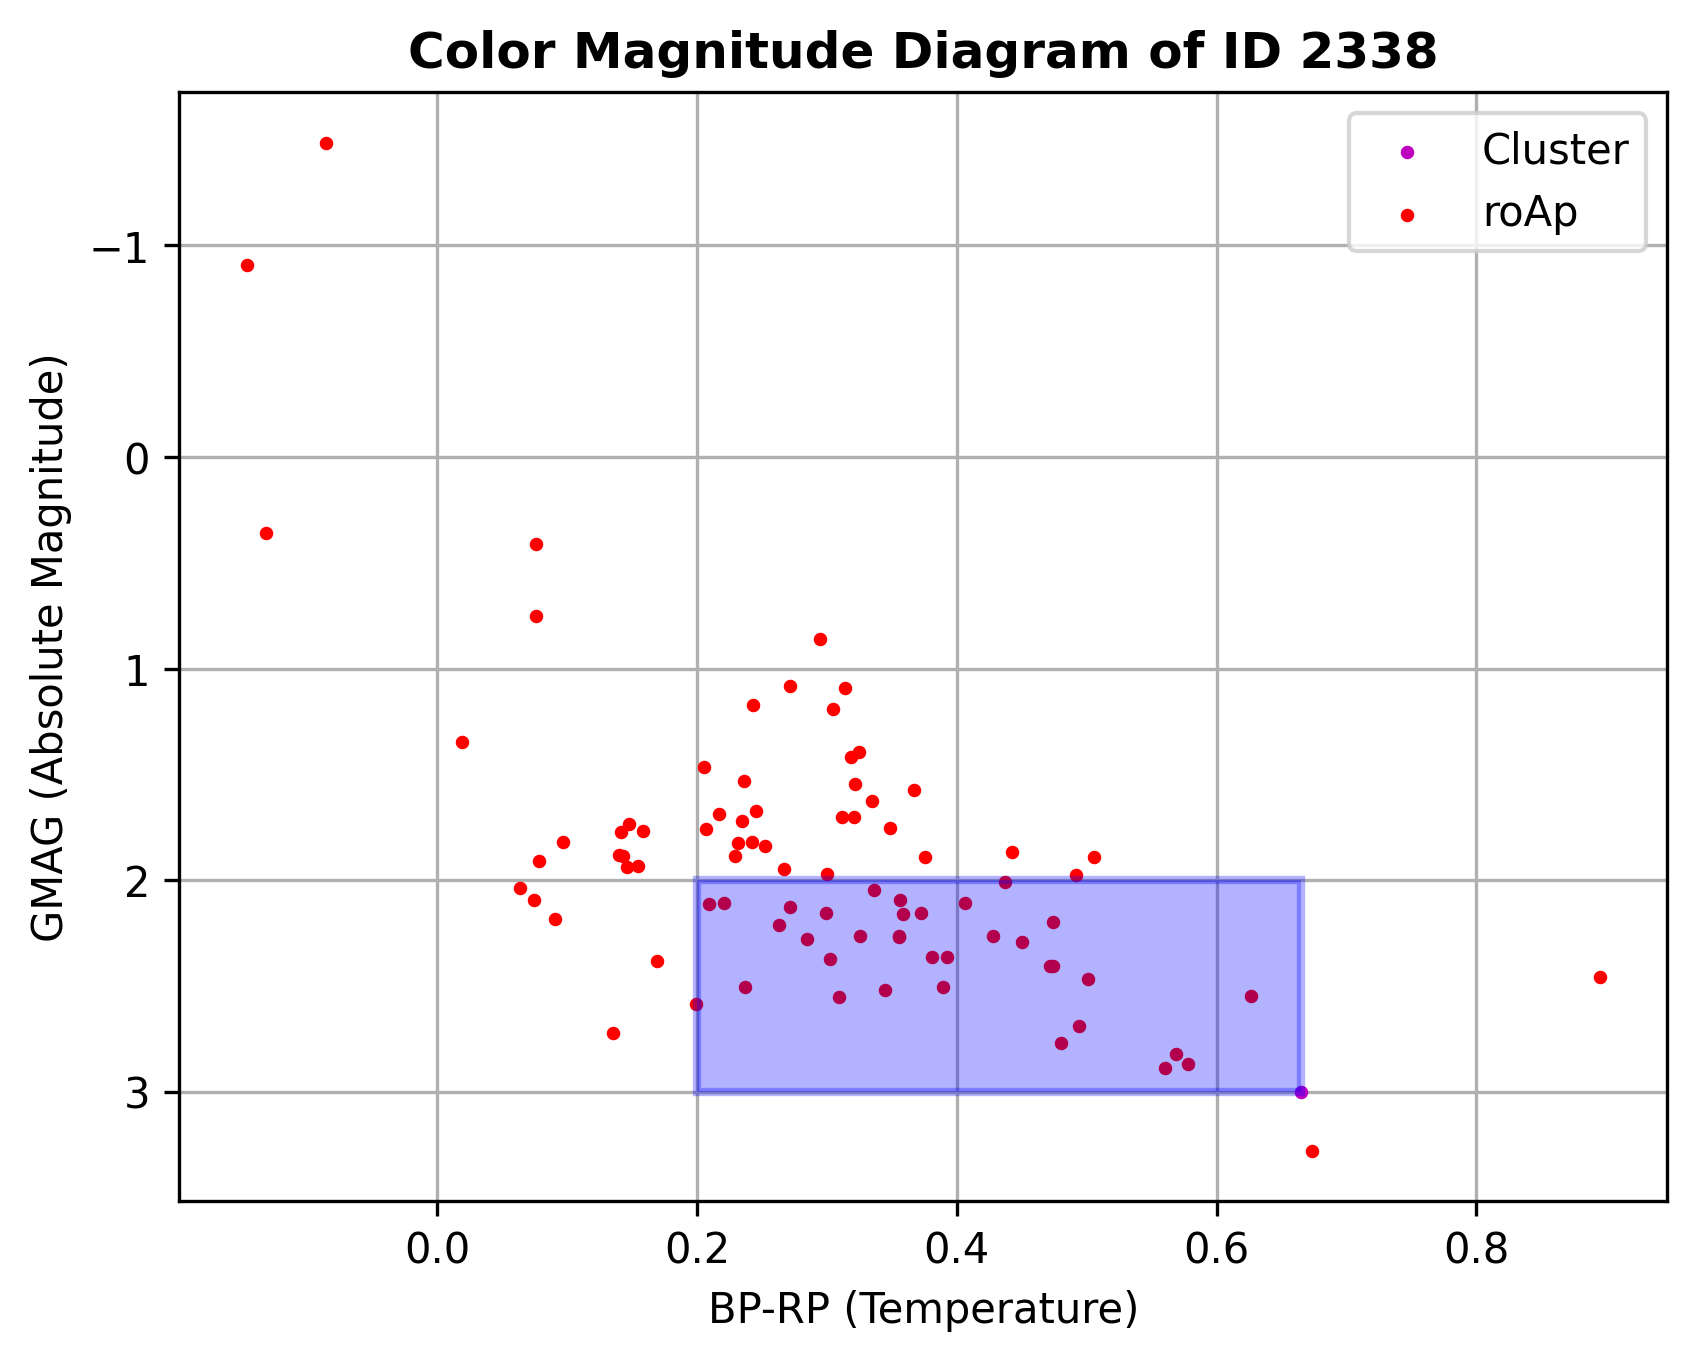 Color Magnitude Diagram of ID 2338
Cluster
roAp
−1
0
1
2
3
GMAG (Absolute Magnitude)
0.0 0.2 0.4 0.6 0.8
BP-RP (Temperature)